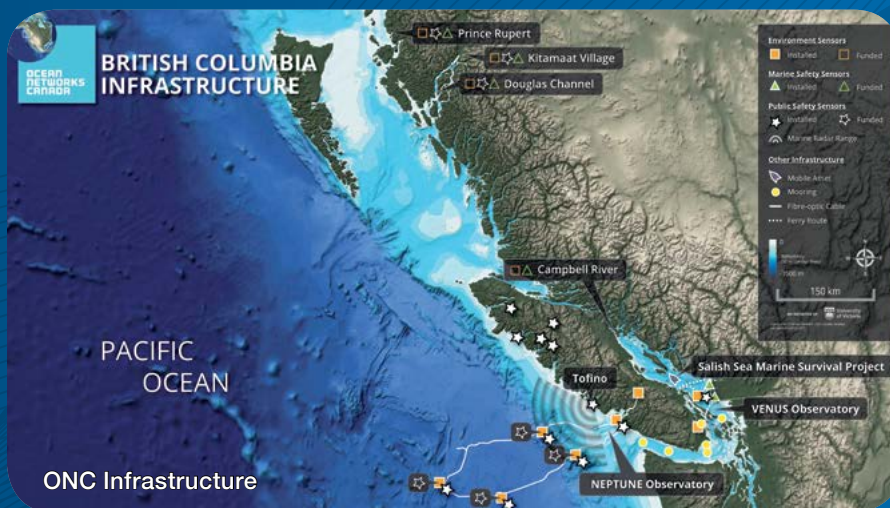 OCEAN
NETWORKS
CANADA
BRITISH COLUMBIA
INFRASTRUCTURE
Prince Rupert
Kitamaat Village
Douglas Channel
Environment Sensors
Installed
Funded
Marine Safety Sensors
Installed
Funded
Public Safety Sensors
Installed
Funded
Marine Radar Range
Other Infrastructure
Mobile Asset
Mooring
Fibre-optic Cable
Ferry Route
150 km
University
of Victoria
Campbell River
PACIFIC
OCEAN
Tofino
Salish Sea Marine Survival Project
VENUS Observatory
NEPTUNE Observatory
ONC Infrastructure